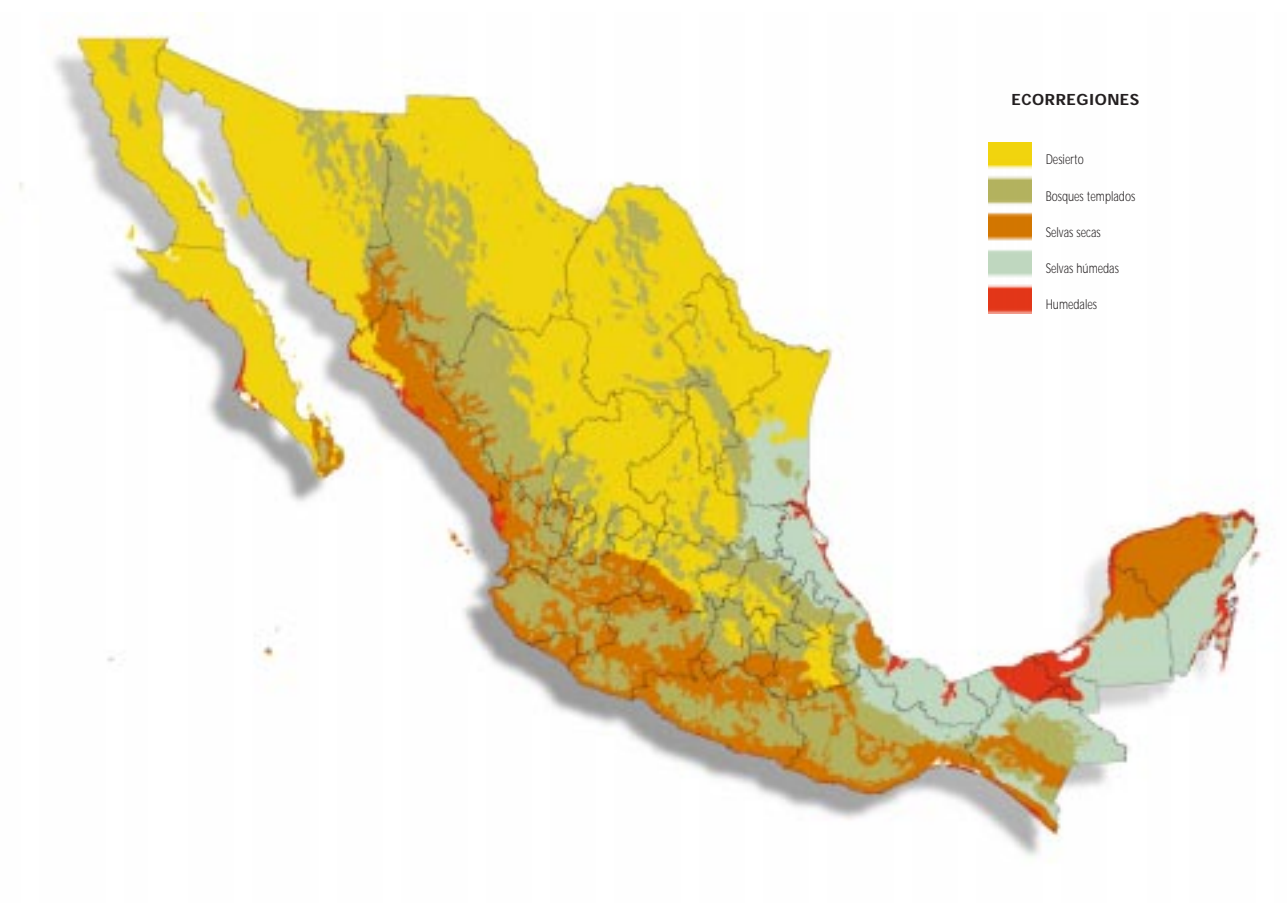 ECORREGIONES
Desierto
Bosques templados
Selvas secas
Selvas húmedas
Humedales